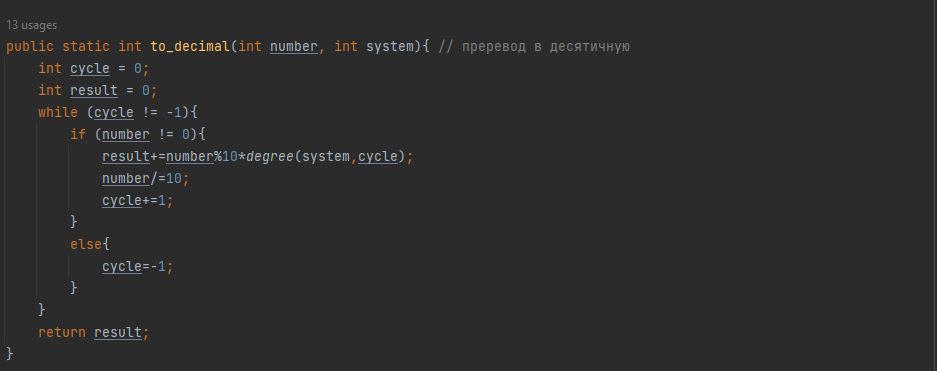 13 usages
public static int to_decimal(int number, int system){ // преревод в десятичную
    int cycle = 0;
    int result = 0;
    while (cycle != -1){
        if (number != 0){
            result+=number%10*degree(system,cycle);
            number/=10;
            cycle+=1;
        }
        else{
            cycle=-1;
        }
    }
    return result;
}